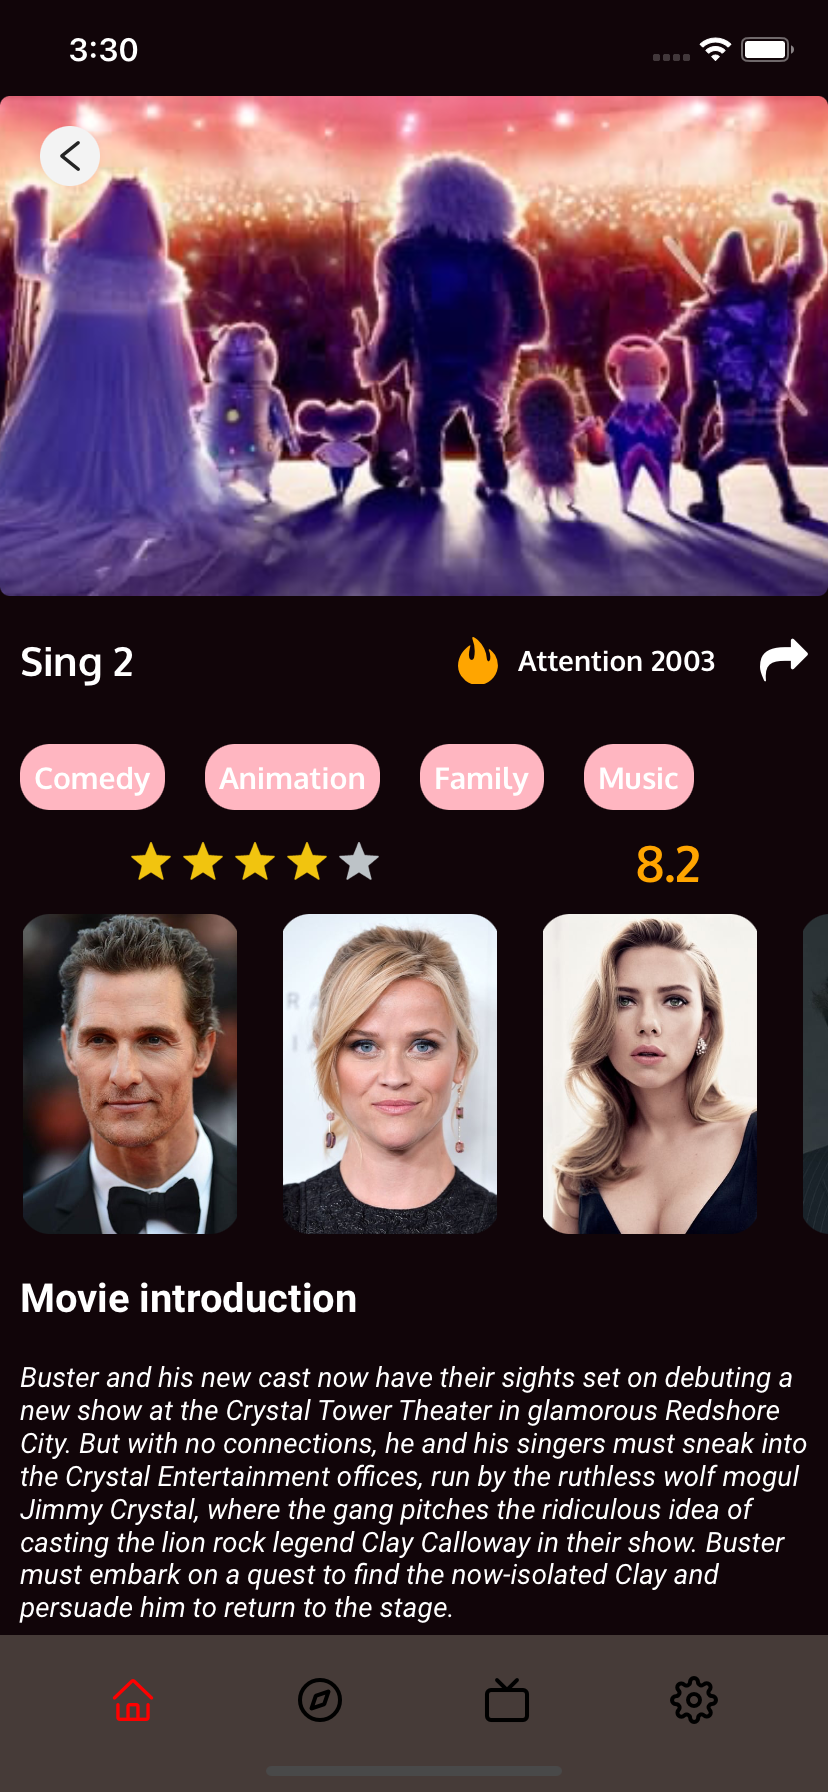 3:30
Sing 2
Attention 2003
Comedy
Animation
Family
Music
8.2
Movie introduction
Buster and his new cast now have their sights set on debuting a
new show at the Crystal Tower Theater in glamorous Redshore
City. But with no connections, he and his singers must sneak into
the Crystal Entertainment offices, run by the ruthless wolf mogul
Jimmy Crystal, where the gang pitches the ridiculous idea of
casting the lion rock legend Clay Calloway in their show. Buster
must embark on a quest to find the now-isolated Clay and
persuade him to return to the stage.